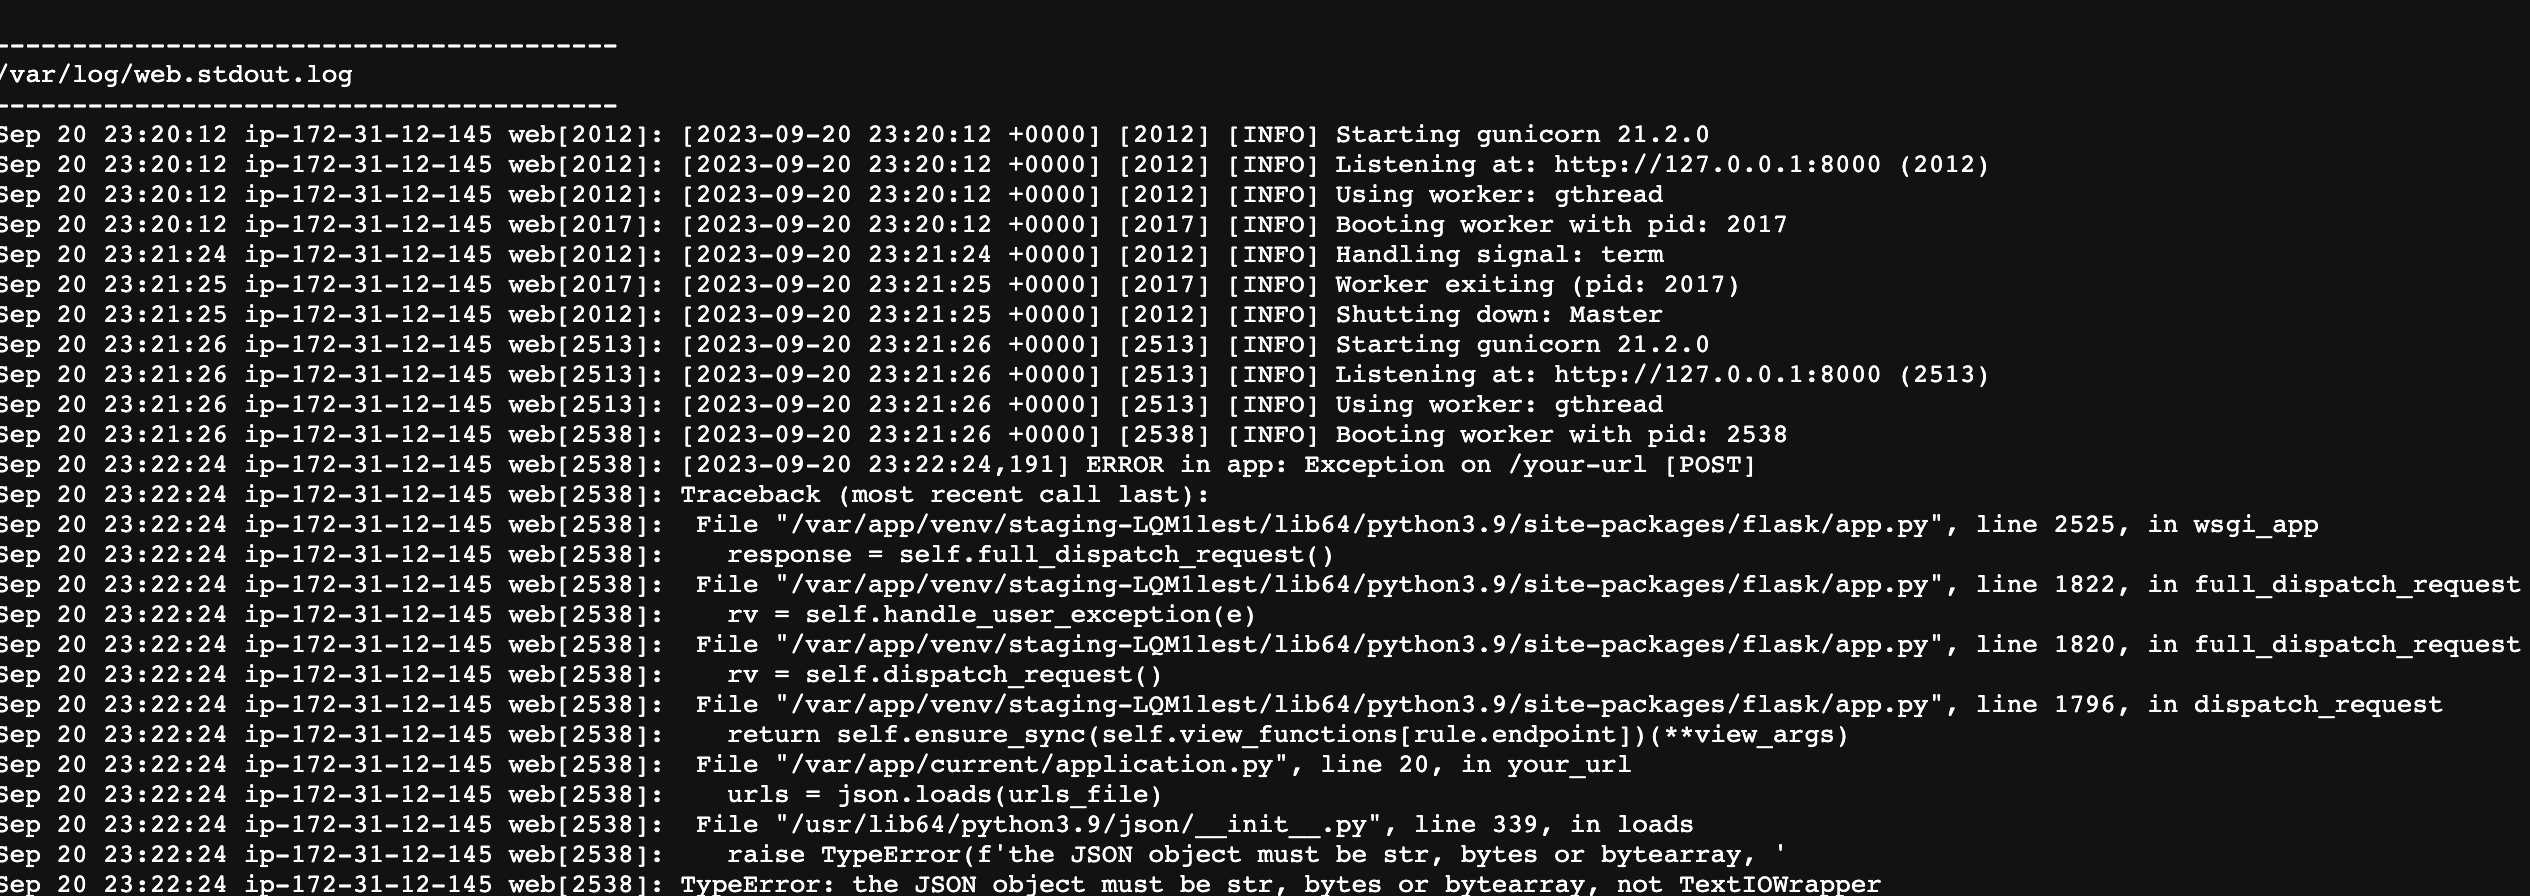 ----------------------------------------
/var/log/web.stdout.log
----------------------------------------
Sep 20 23:20:12 ip-172-31-12-145 web[2012]: [2023-09-20 23:20:12 +0000] [2012] [INFO] Starting gunicorn 21.2.0
Sep 20 23:20:12 ip-172-31-12-145 web[2012]: [2023-09-20 23:20:12 +0000] [2012] [INFO] Listening at: http://127.0.0.1:8000 (2012)
Sep 20 23:20:12 ip-172-31-12-145 web[2012]: [2023-09-20 23:20:12 +0000] [2012] [INFO] Using worker: gthread
Sep 20 23:20:12 ip-172-31-12-145 web[2017]: [2023-09-20 23:20:12 +0000] [2017] [INFO] Booting worker with pid: 2017
Sep 20 23:21:24 ip-172-31-12-145 web[2012]: [2023-09-20 23:21:24 +0000] [2012] [INFO] Handling signal: term
Sep 20 23:21:25 ip-172-31-12-145 web[2017]: [2023-09-20 23:21:25 +0000] [2017] [INFO] Worker exiting (pid: 2017)
Sep 20 23:21:25 ip-172-31-12-145 web[2012]: [2023-09-20 23:21:25 +0000] [2012] [INFO] Shutting down: Master
Sep 20 23:21:26 ip-172-31-12-145 web[2513]: [2023-09-20 23:21:26 +0000] [2513] [INFO] Starting gunicorn 21.2.0
Sep 20 23:21:26 ip-172-31-12-145 web[2513]: [2023-09-20 23:21:26 +0000] [2513] [INFO] Listening at: http://127.0.0.1:8000 (2513)
Sep 20 23:21:26 ip-172-31-12-145 web[2513]: [2023-09-20 23:21:26 +0000] [2513] [INFO] Using worker: gthread
Sep 20 23:21:26 ip-172-31-12-145 web[2538]: [2023-09-20 23:21:26 +0000] [2538] [INFO] Booting worker with pid: 2538
Sep 20 23:22:24 ip-172-31-12-145 web[2538]: [2023-09-20 23:22:24,191] ERROR in app: Exception on /your-url [POST]
Sep 20 23:22:24 ip-172-31-12-145 web[2538]: Traceback (most recent call last):
Sep 20 23:22:24 ip-172-31-12-145 web[2538]:  File "/var/app/venv/staging-LQM1lest/lib64/python3.9/site-packages/flask/app.py", line 2525, in wsgi_app
Sep 20 23:22:24 ip-172-31-12-145 web[2538]:    response = self.full_dispatch_request()
Sep 20 23:22:24 ip-172-31-12-145 web[2538]:  File "/var/app/venv/staging-LQM1lest/lib64/python3.9/site-packages/flask/app.py", line 1822, in full_dispatch_request
Sep 20 23:22:24 ip-172-31-12-145 web[2538]:    rv = self.handle_user_exception(e)
Sep 20 23:22:24 ip-172-31-12-145 web[2538]:  File "/var/app/venv/staging-LQM1lest/lib64/python3.9/site-packages/flask/app.py", line 1820, in full_dispatch_request
Sep 20 23:22:24 ip-172-31-12-145 web[2538]:    rv = self.dispatch_request()
Sep 20 23:22:24 ip-172-31-12-145 web[2538]:  File "/var/app/venv/staging-LQM1lest/lib64/python3.9/site-packages/flask/app.py", line 1796, in dispatch_request
Sep 20 23:22:24 ip-172-31-12-145 web[2538]:    return self.ensure_sync(self.view_functions[rule.endpoint])(**view_args)
Sep 20 23:22:24 ip-172-31-12-145 web[2538]:  File "/var/app/current/application.py", line 20, in your_url
Sep 20 23:22:24 ip-172-31-12-145 web[2538]:    urls = json.loads(urls_file)
Sep 20 23:22:24 ip-172-31-12-145 web[2538]:  File "/usr/lib64/python3.9/json/__init__.py", line 339, in loads
Sep 20 23:22:24 ip-172-31-12-145 web[2538]:    raise TypeError(f'the JSON object must be str, bytes or bytearray, '
Sep 20 23:22:24 ip-172-31-12-145 web[2538]: TypeError: the JSON object must be str, bytes or bytearray, not TextIOWrapper